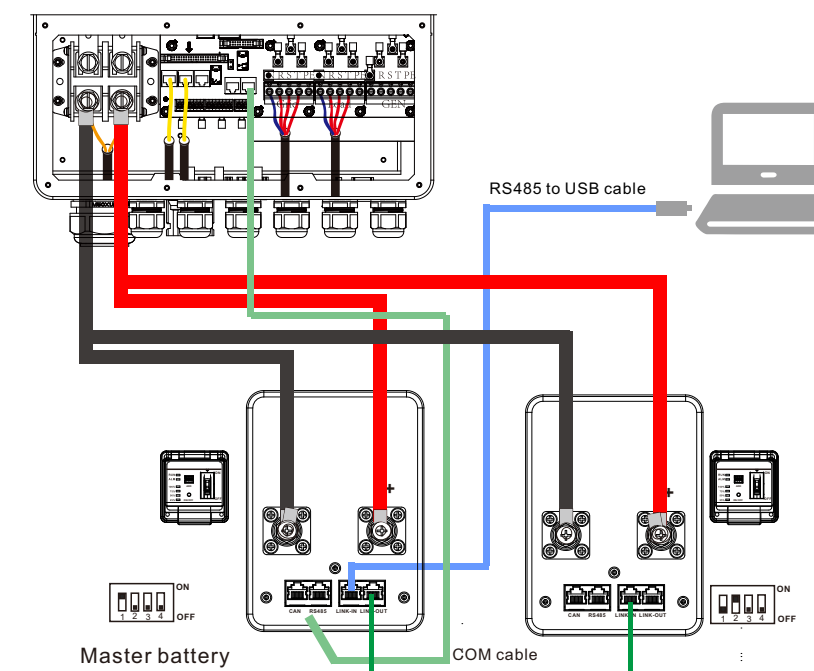 R S T PE
R S T PE
R S T PE
GEN
RS485 to USB cable
+
+
CAN RS485 LINK-IN LINK-OUT
CAN RS485 LINK-IN LINK-OUT
ON
1 2 3 4 OFF
ON
1 2 3 4 OFF
Master battery
COM cable